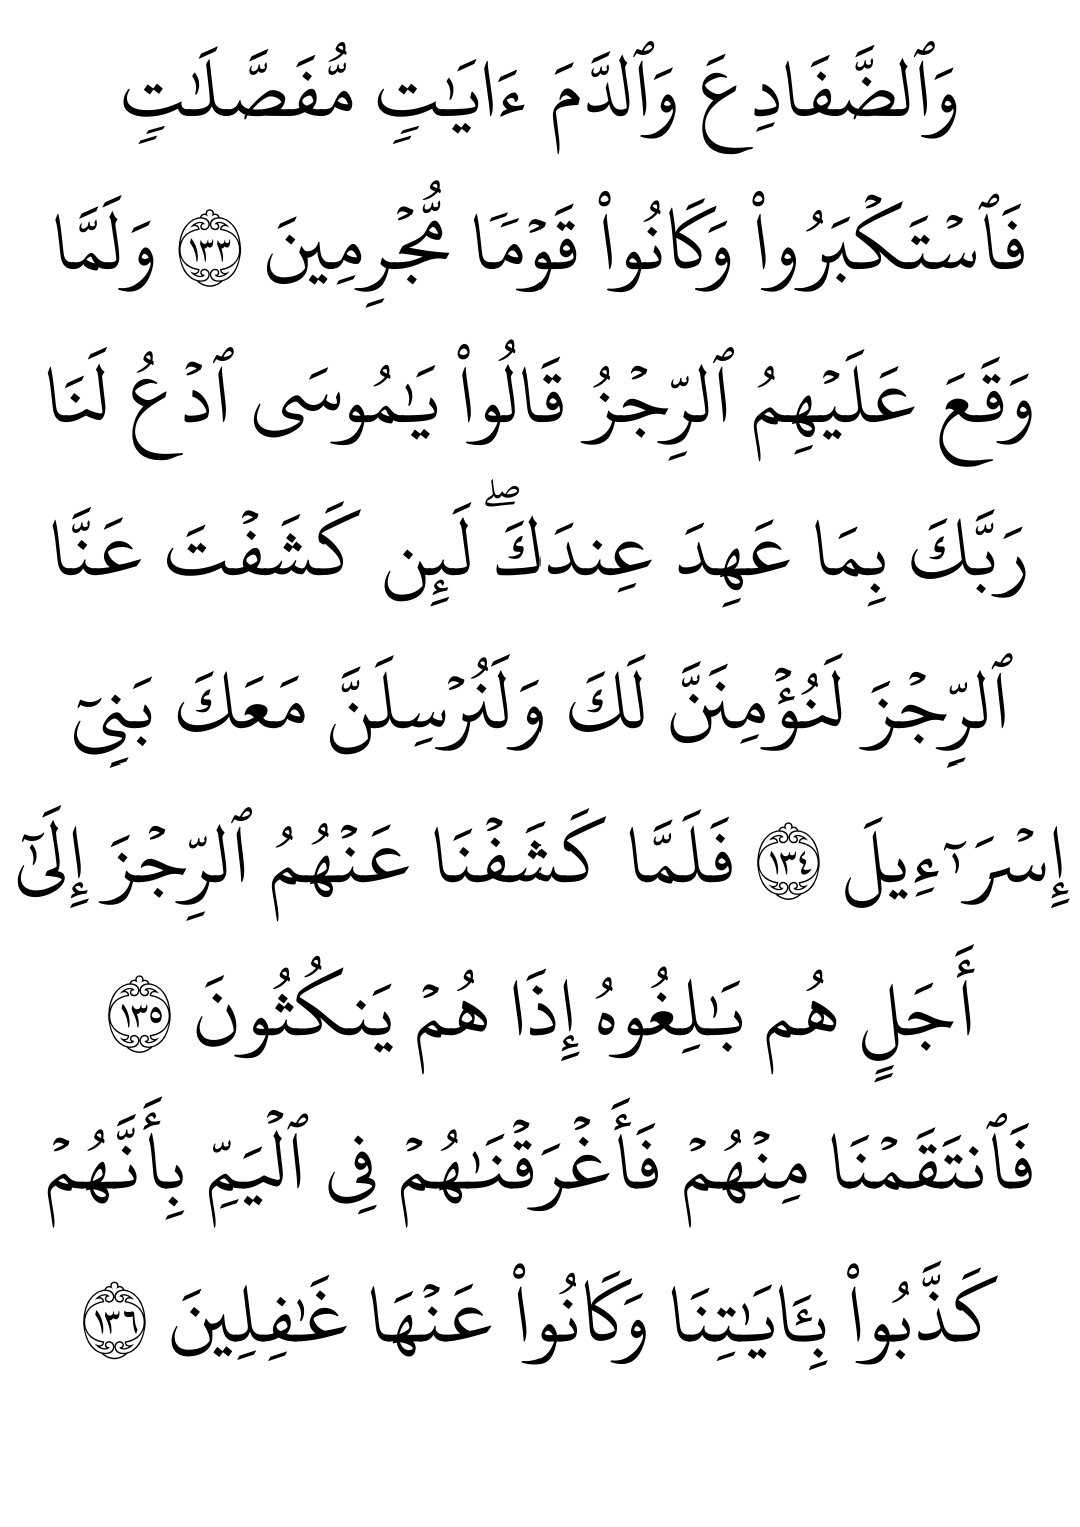 وَٱلضَّفَادِعَ وَٱلدَّمَ ءَايَـٰتٍۢ مُّفَصَّلَـٰتٍۢ
فَٱسْتَكْبَرُوا۟ وَكَانُوا۟ قَوْمًۭا مُّجْرِمِينَ ١٣٣ وَلَمَّا
وَقَعَ عَلَيْهِمُ ٱلرِّجْزُ قَالُوا۟ يَـٰمُوسَى ٱدْعُ لَنَا
رَبَّكَ بِمَا عَهِدَ عِندَكَ ۖ لَئِن كَشَفْتَ عَنَّا
ٱلرِّجْزَ لَنُؤْمِنَنَّ لَكَ وَلَنُرْسِلَنَّ مَعَكَ بَنِىٓ
إِسْرَٰٓءِيلَ ١٣٤ فَلَمَّا كَشَفْنَا عَنْهُمُ ٱلرِّجْزَ إِلَىٰٓ
أَجَلٍ هُم بَـٰلِغُوهُ إِذَا هُمْ يَنكُثُونَ ١٣٥
فَٱنتَقَمْنَا مِنْهُمْ فَأَغْرَقْنَـٰهُمْ فِى ٱلْيَمِّ بِأَنَّهُمْ
كَذَّبُوا۟ بِـَٔايَـٰتِنَا وَكَانُوا۟ عَنْهَا غَـٰفِلِينَ ١٣٦